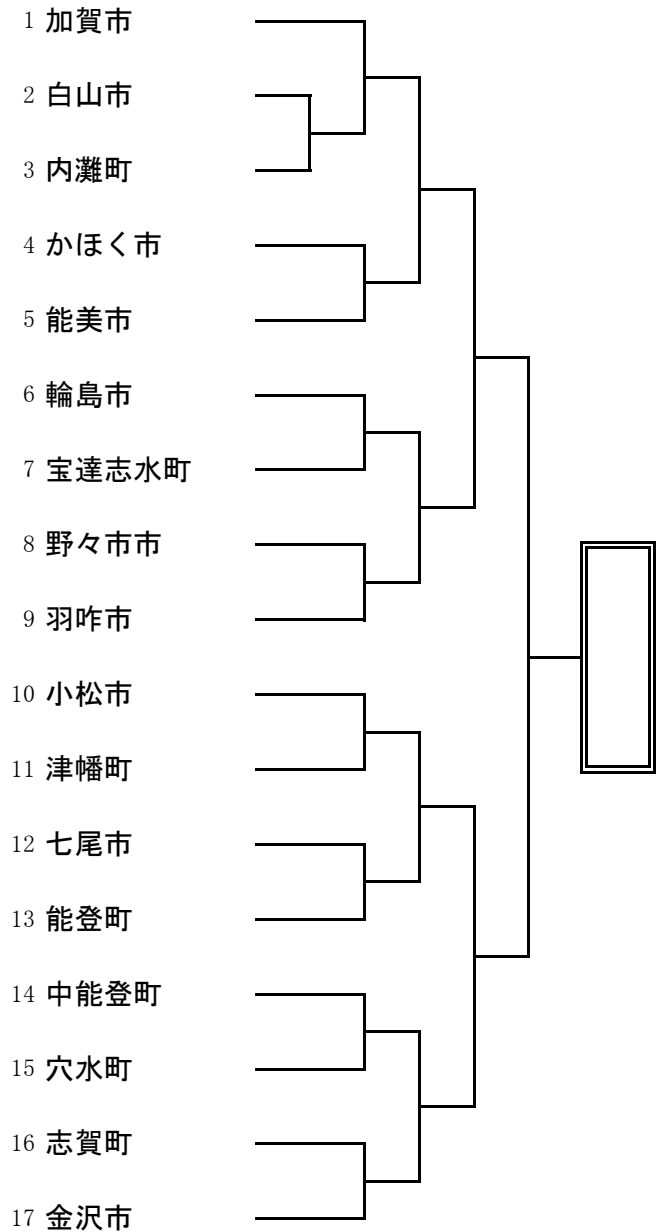 1 加賀市
2 白山市
3 内灘町
4 かほく市
5 能美市
6 輪島市
7 宝達志水町
8 野々市市
9 羽咋市
10 小松市
11 津幡町
12 七尾市
13 能登町
14 中能登町
15 穴水町
16 志賀町
17 金沢市